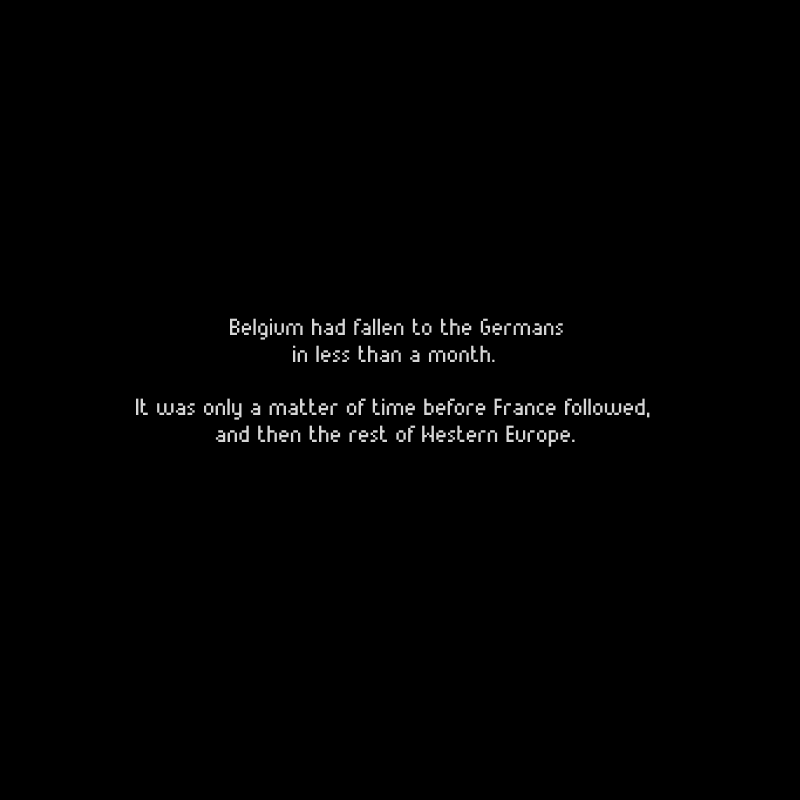 Belgium had fallen to the Germans
in less than a month.
It was only a matter of time before France followed,
and then the rest of Western Europe.